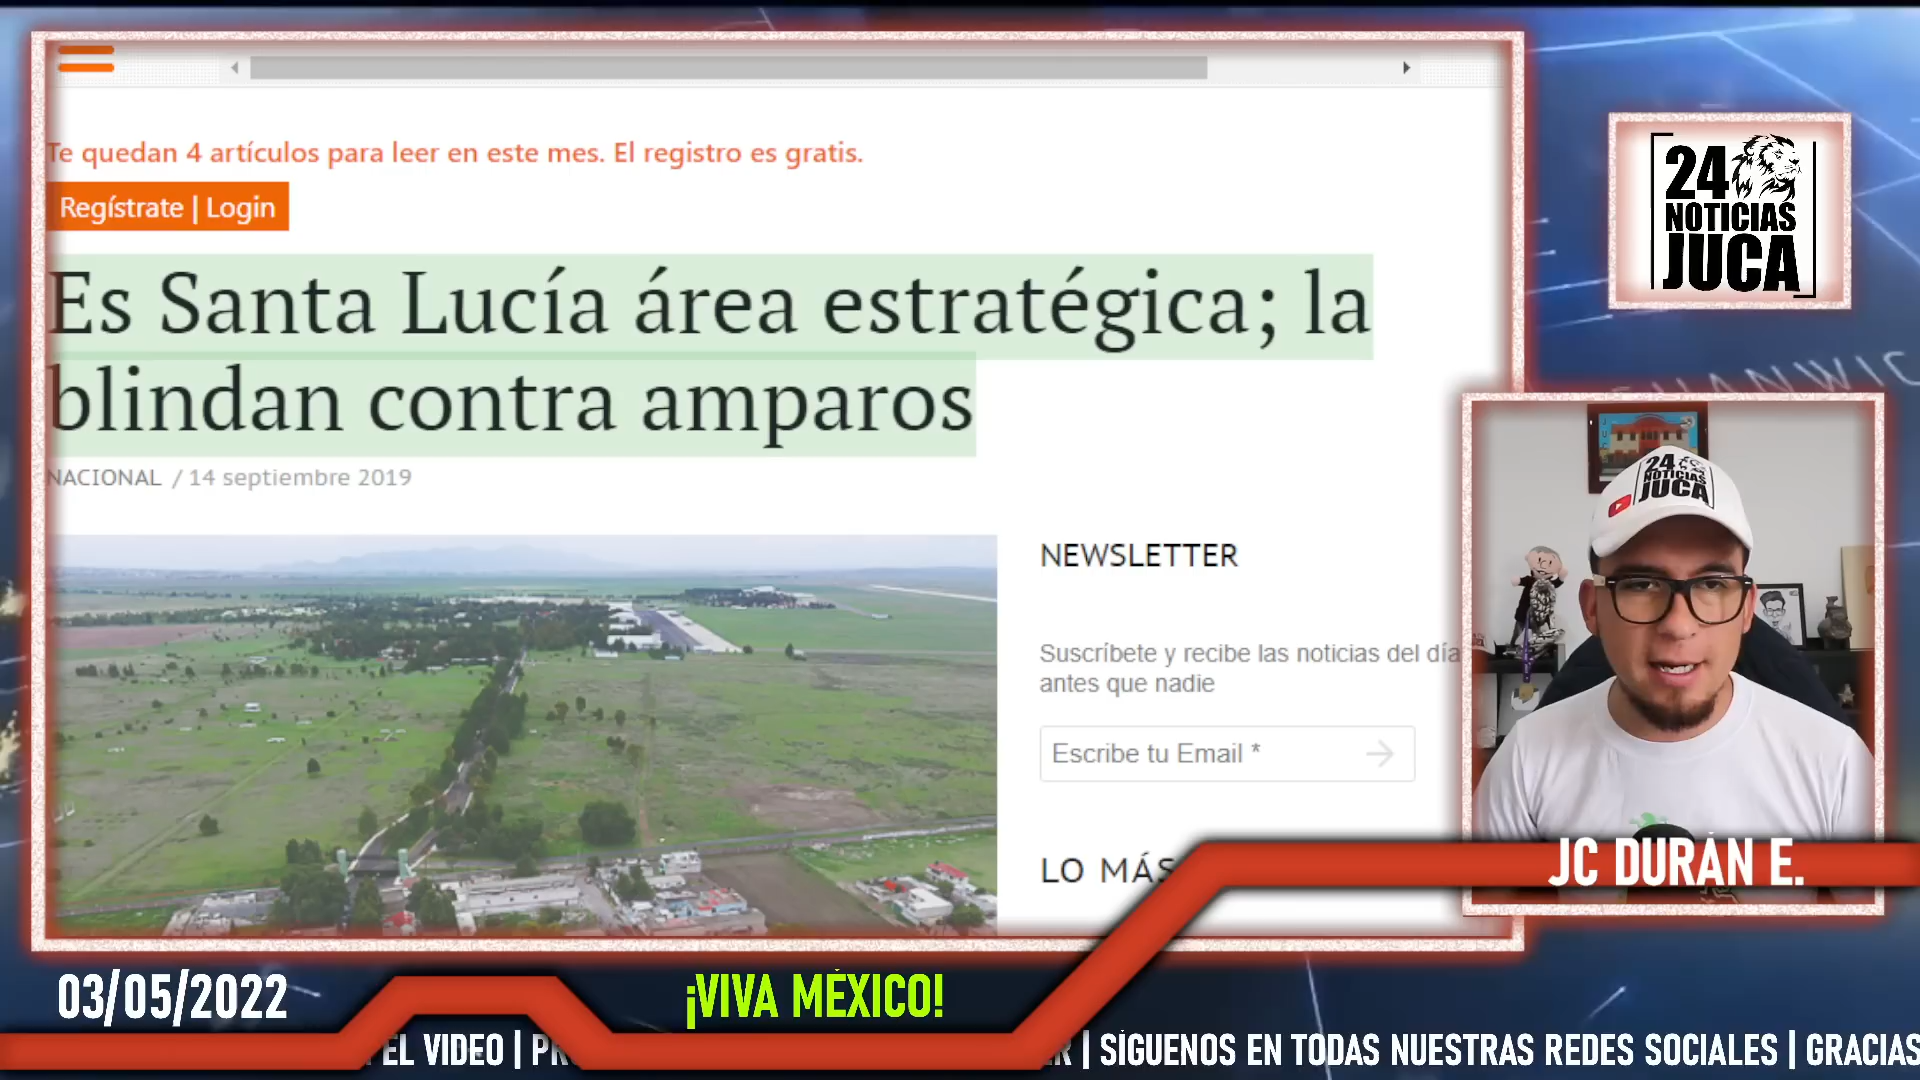 Te quedan 4 artículos para leer en este mes. El registro es gratis.
Regístrate | Login
Es Santa Lucía área estratégica; la
blindan contra amparos
NACIONAL / 14 septiembre 2019
NEWSLETTER
Suscríbete y recibe las noticias del día
antes que nadie
Escribe tu Email *
LO MÁS
24
NOTICIAS
JUCA
24
NOTICIAS
JUCA
JC DURÁN E.
03/05/2022
¡VIVA MÉXICO!
EL VIDEO | | SÍGUENOS EN TODAS NUESTRAS REDES SOCIALES | GRACIAS